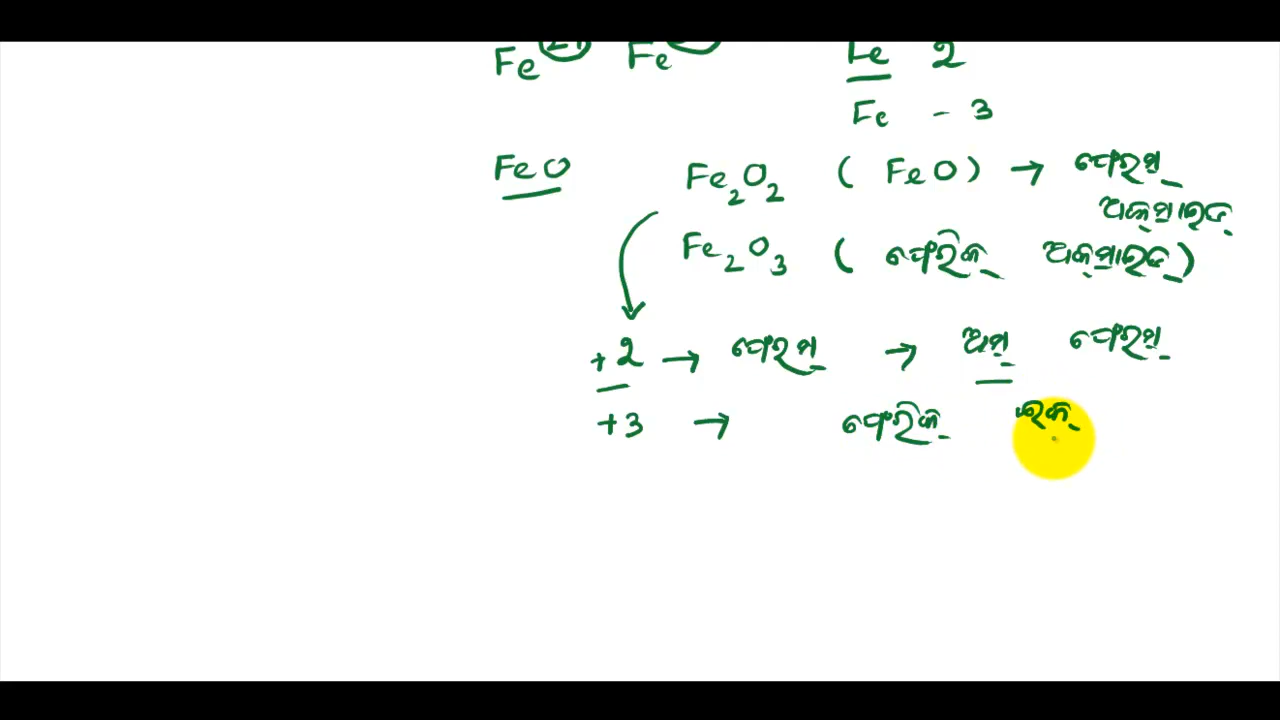 Fe Fe Fe 2
Fe - 3
FeO Fe₂O₂ ( FeO ) → ଫେରସ୍
ଅକ୍ସାଇଡ୍
Fe₂O₃ ( ଫେରିକ୍ ଅକ୍ସାଇଡ୍ )
+2 → ଫେରସ୍ → ଅସ୍ ଫେରସ୍
+3 → ଫେରିକ୍ ଇକ୍